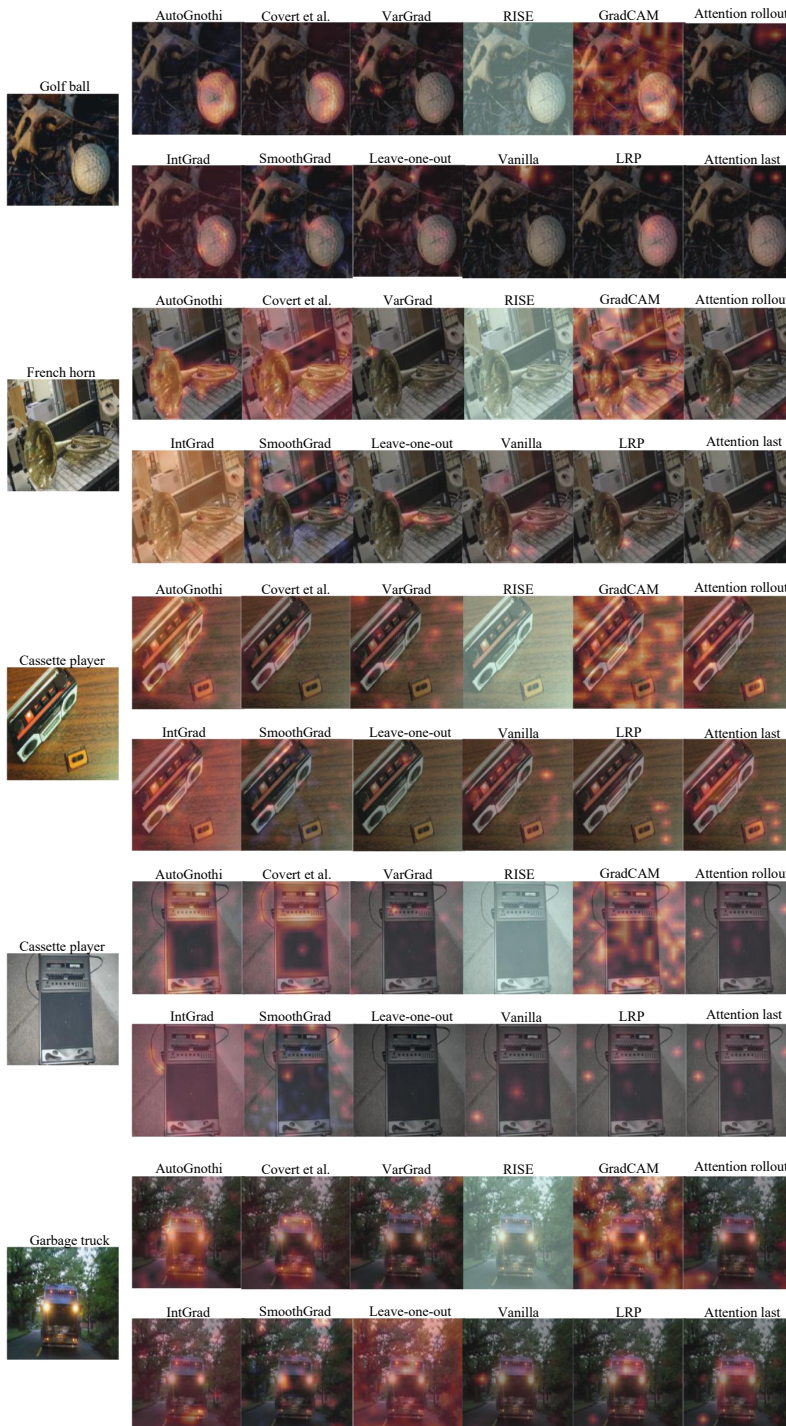 AutoGnothi Covert et al. VarGrad RISE GradCAM Attention rollout
Golf ball
IntGrad SmoothGrad Leave-one-out Vanilla LRP Attention last
AutoGnothi Covert et al. VarGrad RISE GradCAM Attention rollout
French horn
IntGrad SmoothGrad Leave-one-out Vanilla LRP Attention last
AutoGnothi Covert et al. VarGrad RISE GradCAM Attention rollout
Cassette player
IntGrad SmoothGrad Leave-one-out Vanilla LRP Attention last
AutoGnothi Covert et al. VarGrad RISE GradCAM Attention rollout
Cassette player
IntGrad SmoothGrad Leave-one-out Vanilla LRP Attention last
AutoGnothi Covert et al. VarGrad RISE GradCAM Attention rollout
Garbage truck
IntGrad SmoothGrad Leave-one-out Vanilla LRP Attention last